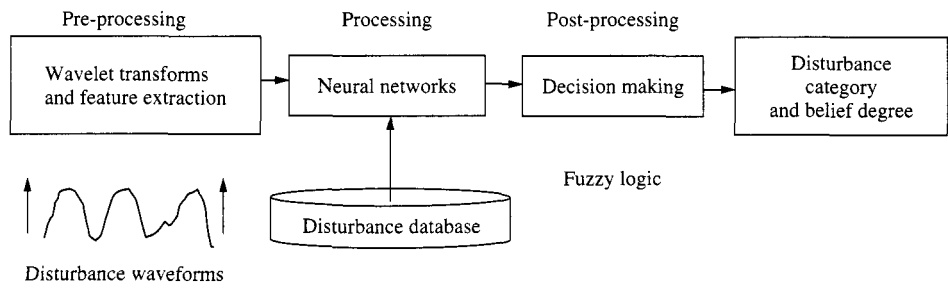 Pre-processing
Processing
Post-processing
Wavelet transforms
and feature extraction
Neural networks
Decision making
Disturbance
category
and belief degree
Fuzzy logic
Disturbance database
Disturbance waveforms